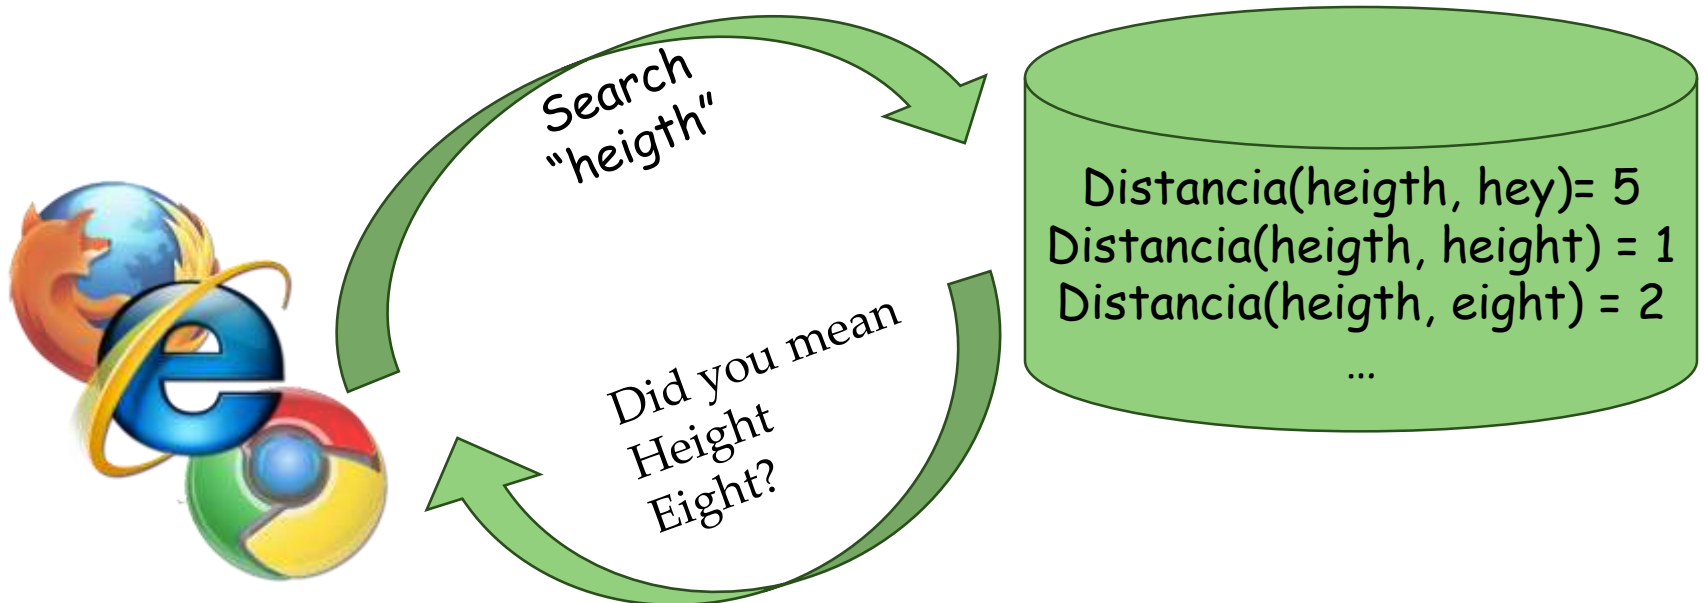 Search
“heigth”
Distancia(heigth, hey)= 5
Distancia(heigth, height) = 1
Distancia(heigth, eight) = 2
...
Did you mean
Height
Eight?